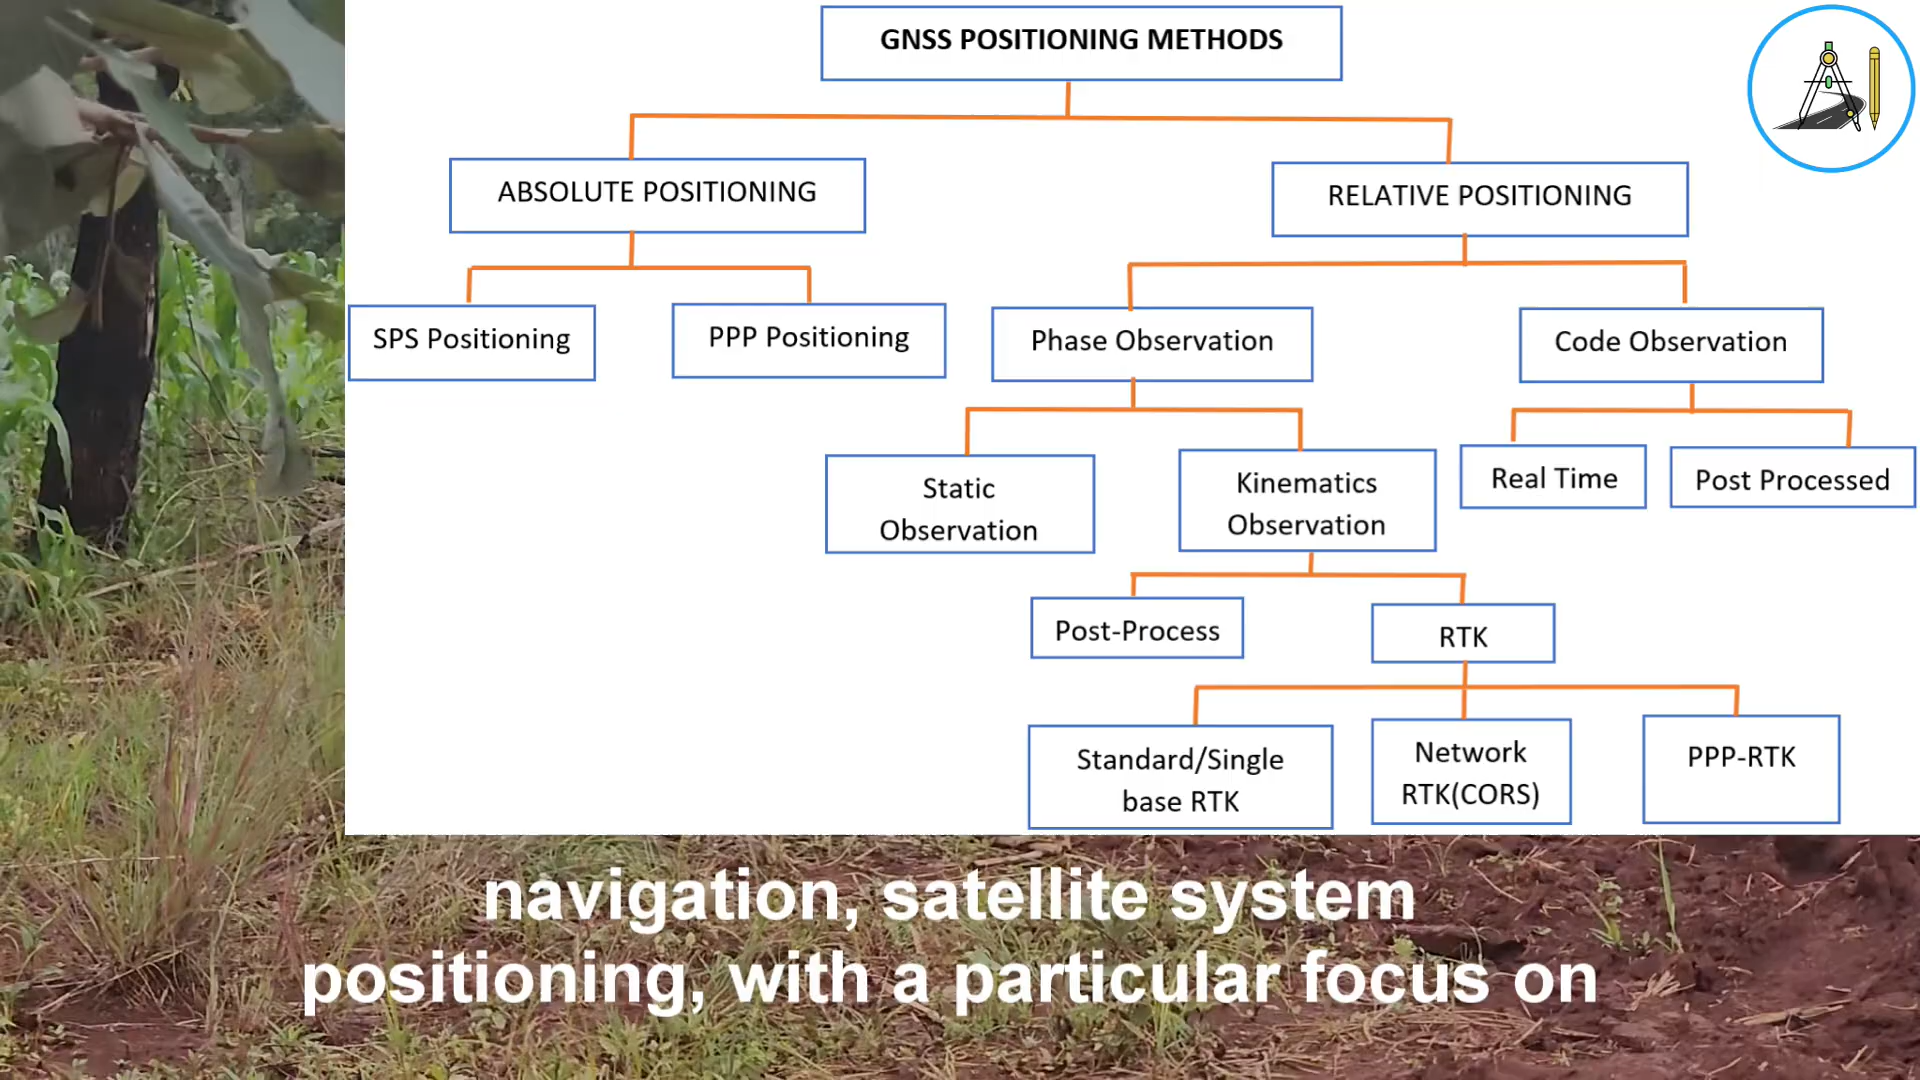 GNSS POSITIONING METHODS
ABSOLUTE POSITIONING
RELATIVE POSITIONING
SPS Positioning
PPP Positioning
Phase Observation
Code Observation
Static
Observation
Kinematics
Observation
Real Time
Post Processed
Post-Process
RTK
Standard/Single
base RTK
Network
RTK(CORS)
PPP-RTK
navigation, satellite system
positioning, with a particular focus on